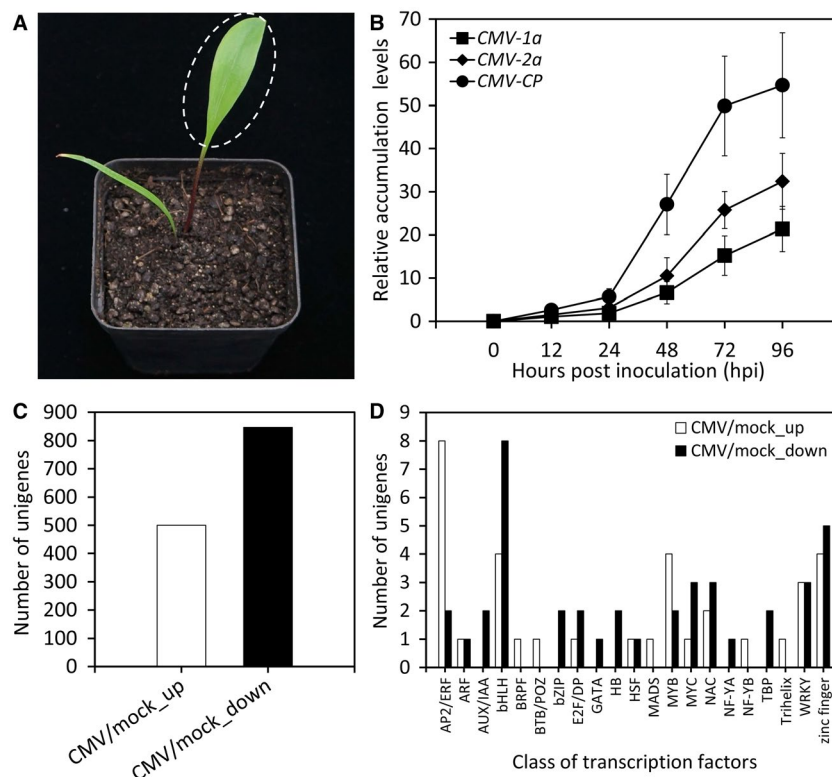 A
B
Relative accumulation levels
70
60
50
40
30
20
10
0
CMV-1a
CMV-2a
CMV-CP
0 12 24 48 72 96
Hours post inoculation (hpi)
C
Number of unigenes
900
800
700
600
500
400
300
200
100
0
CMV/mock_up
CMV/mock_down
D
Number of unigenes
9
8
7
6
5
4
3
2
1
0
CMV/mock_up
CMV/mock_down
AP2/ERF
ARF
AUX/IAA
bHLH
BRPF
BTB/POZ
bZIP
E2F/DP
GATA
HB
HSF
MADS
MYB
MYC
NAC
NF-YA
NF-YB
TBP
Trihelix
WRKY
zinc finger
Class of transcription factors